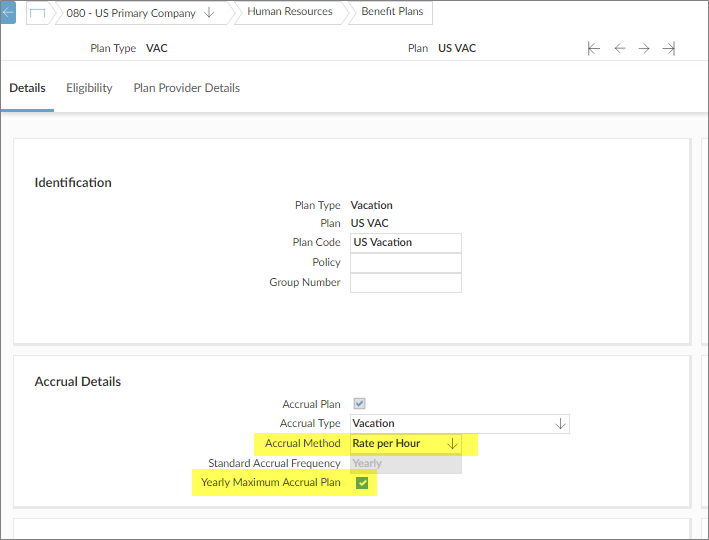 080 - US Primary Company Human Resources Benefit Plans
Plan Type VAC Plan US VAC
Details Eligibility Plan Provider Details
Identification
Plan Type Vacation
Plan US VAC
Plan Code US Vacation
Policy
Group Number
Accrual Details
Accrual Plan
Accrual Type Vacation
Accrual Method Rate per Hour
Standard Accrual Frequency Yearly
Yearly Maximum Accrual Plan